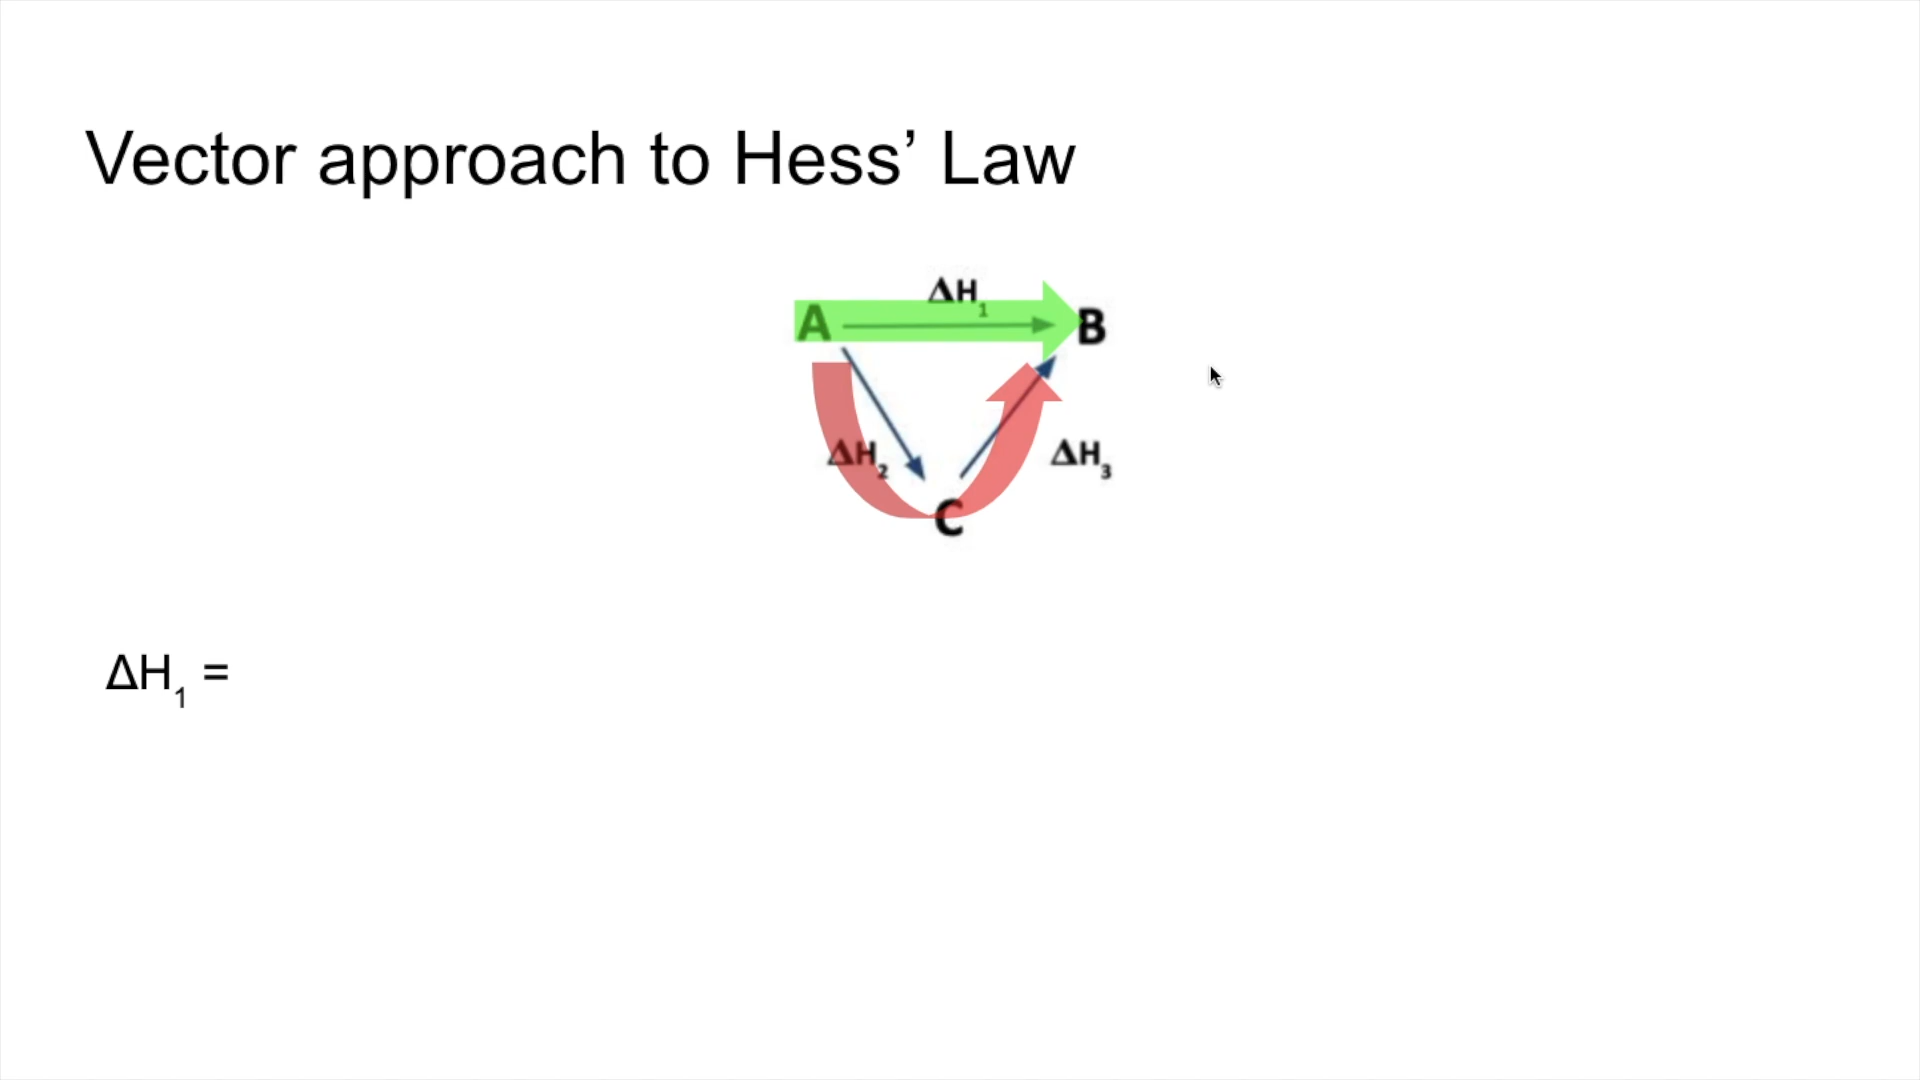 Vector approach to Hess’ Law
ΔH₁
A
B
ΔH₂
ΔH₃
C
ΔH₁ =